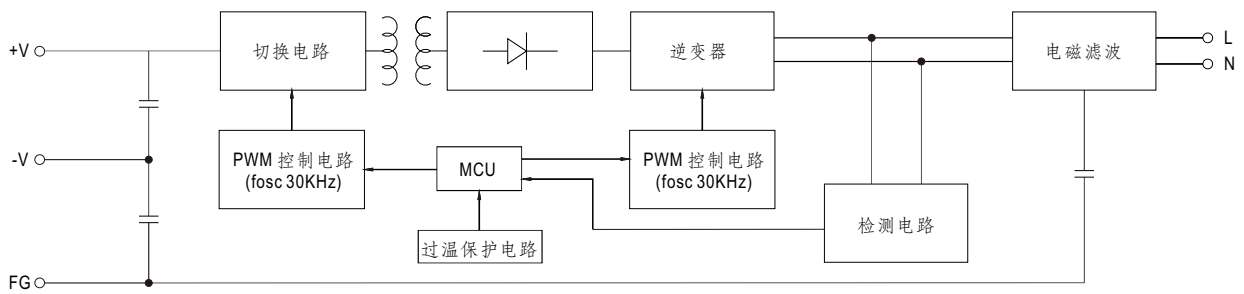 +V
切换电路
逆变器
电磁滤波
L
N
-V
PWM 控制电路
(fosc 30KHz)
MCU
PWM 控制电路
(fosc 30KHz)
检测电路
过温保护电路
FG